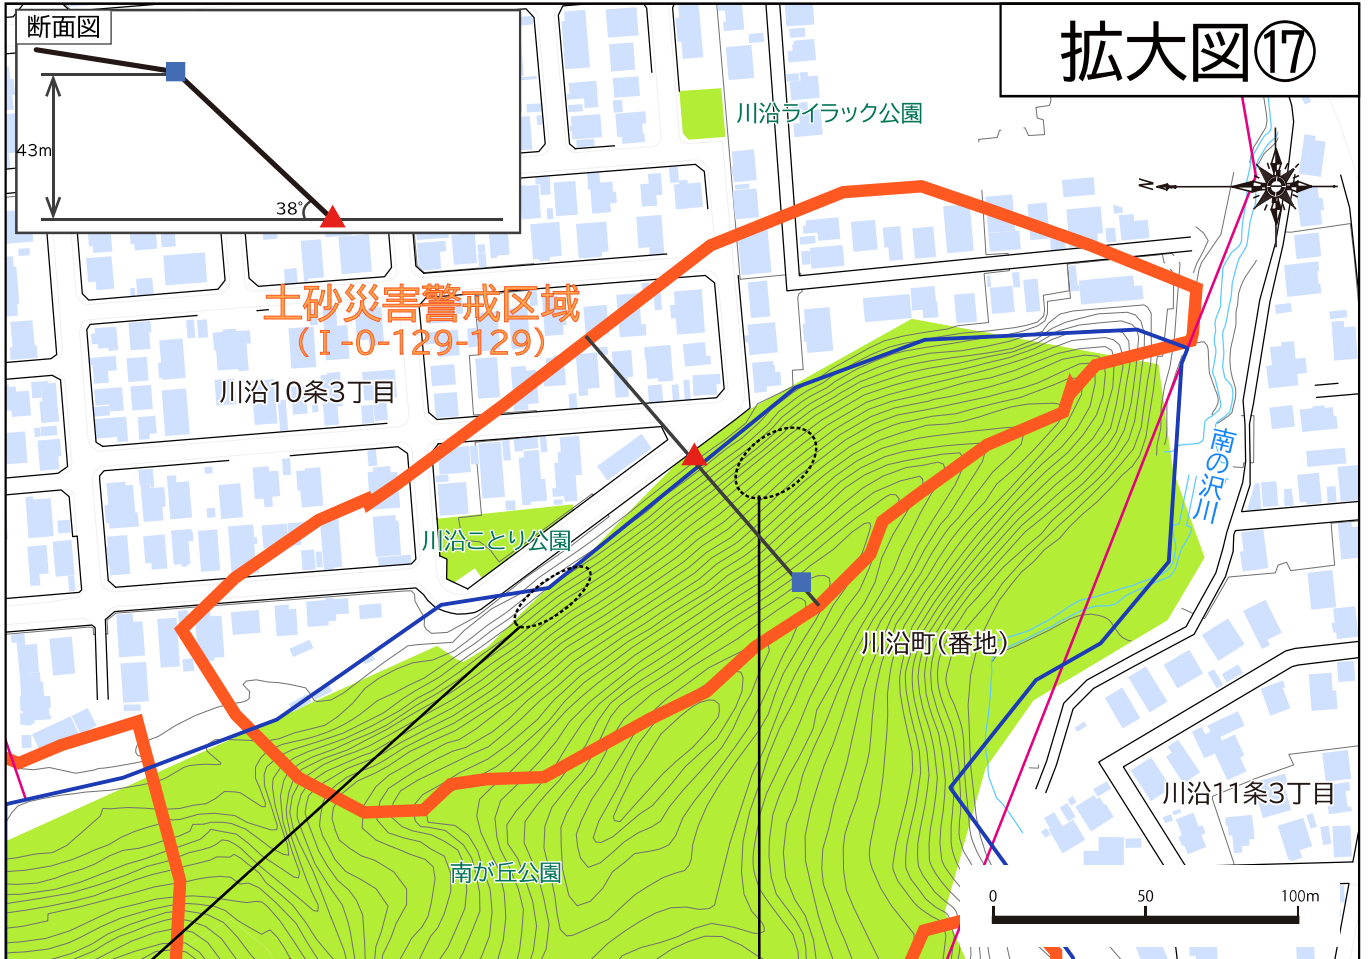 断面図
43m
38°
拡大図⑰
川沿ライラック公園
N
土砂災害警戒区域
（Ⅰ-0-129-129）
川沿10条3丁目
南の沢川
川沿ことり公園
川沿町（番地）
川沿11条3丁目
南が丘公園
0 50 100m